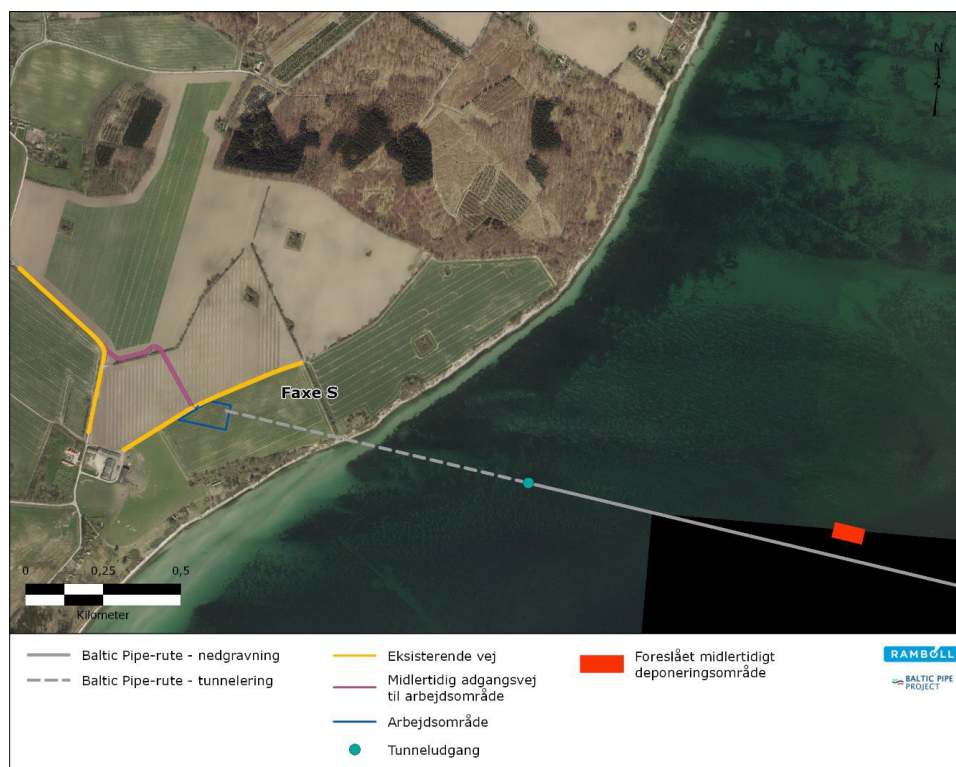 N
Faxe S
0 0,25 0,5
Kilometer
Baltic Pipe-rute - nedgravning
Baltic Pipe-rute - tunnelering
Eksisterende vej
Midlertidig adgangsvej
til arbejdsområde
Arbejdsområde
Tunneludgang
Foreslået midlertidigt
deponeringsområde
RAMBOLL
BALTIC PIPE
PROJECT